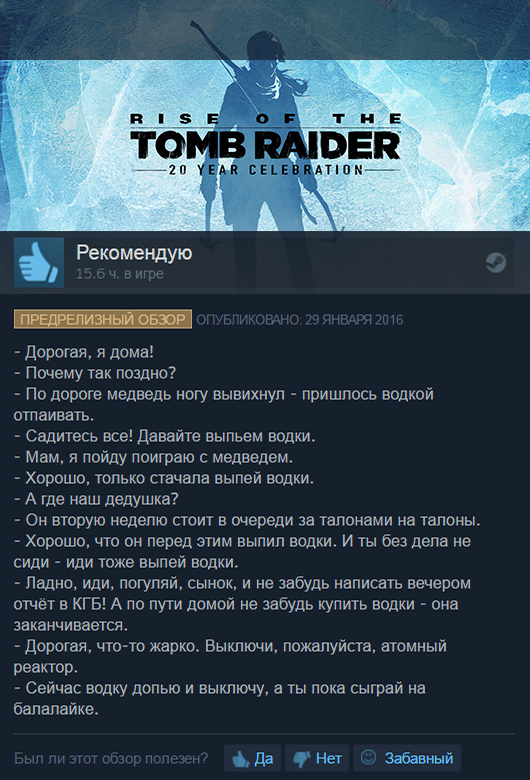 RISE OF THE
TOMB RAIDER
20 YEAR CELEBRATION
Рекомендую
15.6 ч. в игре
ПРЕДРЕЛИЗНЫЙ ОБЗОР ОПУБЛИКОВАНО: 29 ЯНВАРЯ 2016
- Дорогая, я дома!
- Почему так поздно?
- По дороге медведь ногу вывихнул - пришлось водкой
отпаивать.
- Садитесь все! Давайте выпьем водки.
- Мам, я пойду поиграю с медведем.
- Хорошо, только стачала выпей водки.
- А где наш дедушка?
- Он вторую неделю стоит в очереди за талонами на талоны.
- Хорошо, что он перед этим выпил водки. И ты без дела не
сиди - иди тоже выпей водки.
- Ладно, иди, погуляй, сынок, и не забудь написать вечером
отчёт в КГБ! А по пути домой не забудь купить водки - она
заканчивается.
- Дорогая, что-то жарко. Выключи, пожалуйста, атомный
реактор.
- Сейчас водку допью и выключу, а ты пока сыграй на
балалайке.
Был ли этот обзор полезен? Да Нет Забавный